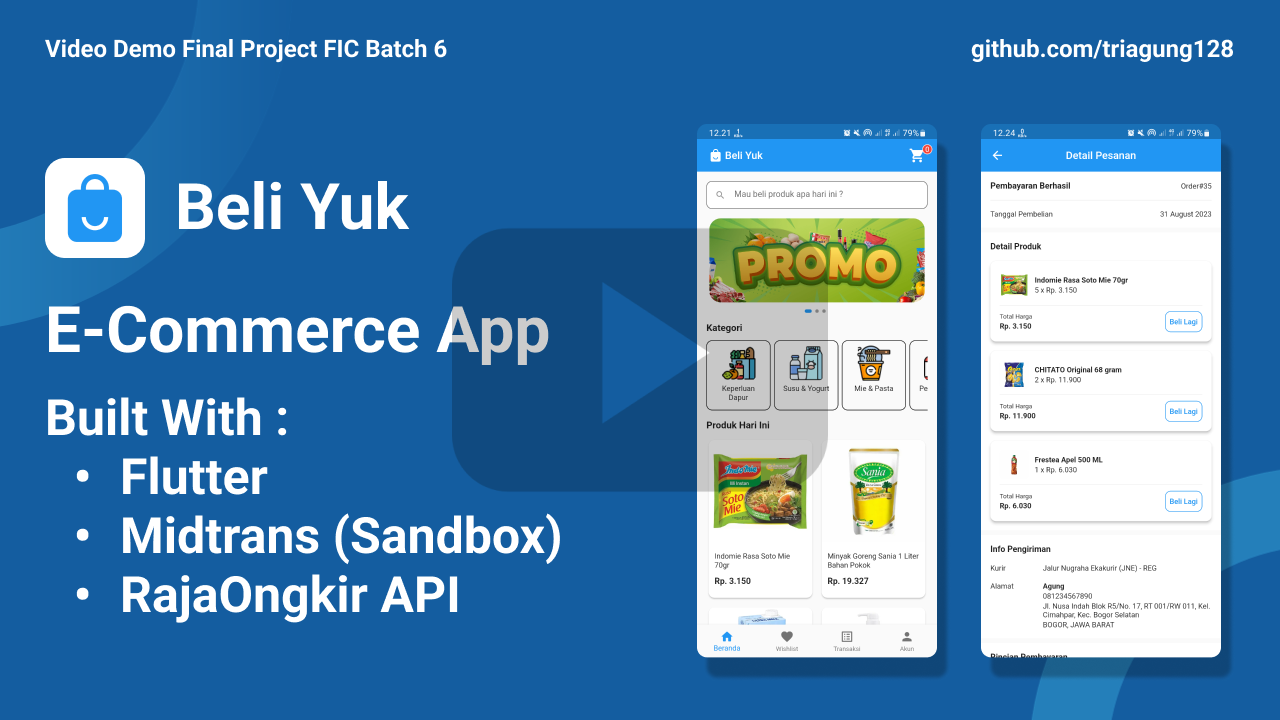 Video Demo Final Project FIC Batch 6
github.com/triagung128
Beli Yuk
E-Commerce App
Built With :
• Flutter
• Midtrans (Sandbox)
• RajaOngkir API
12.21
79%
Beli Yuk
0
Mau beli produk apa hari ini ?
PROMO
Kategori
Keperluan
Dapur
Susu & Yogurt
Mie & Pasta
Pe
Produk Hari Ini
Indomie
Mi Instan
Soto
Mie
Sania
Indomie Rasa Soto Mie
70gr
Rp. 3.150
Minyak Goreng Sania 1 Liter
Bahan Pokok
Rp. 19.327
Beranda
Wishlist
Transaksi
Akun
12.24
79%
Detail Pesanan
Pembayaran Berhasil
Order#35
Tanggal Pembelian
31 August 2023
Detail Produk
Indomie Rasa Soto Mie 70gr
5 x Rp. 3.150
Total Harga
Rp. 3.150
Beli Lagi
CHITATO Original 68 gram
2 x Rp. 11.900
Total Harga
Rp. 11.900
Beli Lagi
Frestea Apel 500 ML
1 x Rp. 6.030
Total Harga
Rp. 6.030
Beli Lagi
Info Pengiriman
Kurir
Jalur Nugraha Ekakurir (JNE) - REG
Alamat
Agung
081234567890
Jl. Nusa Indah Blok R5/No. 17, RT 001/RW 011, Kel.
Cimahpar, Kec. Bogor Selatan
BOGOR, JAWA BARAT
Rincian Pembayaran